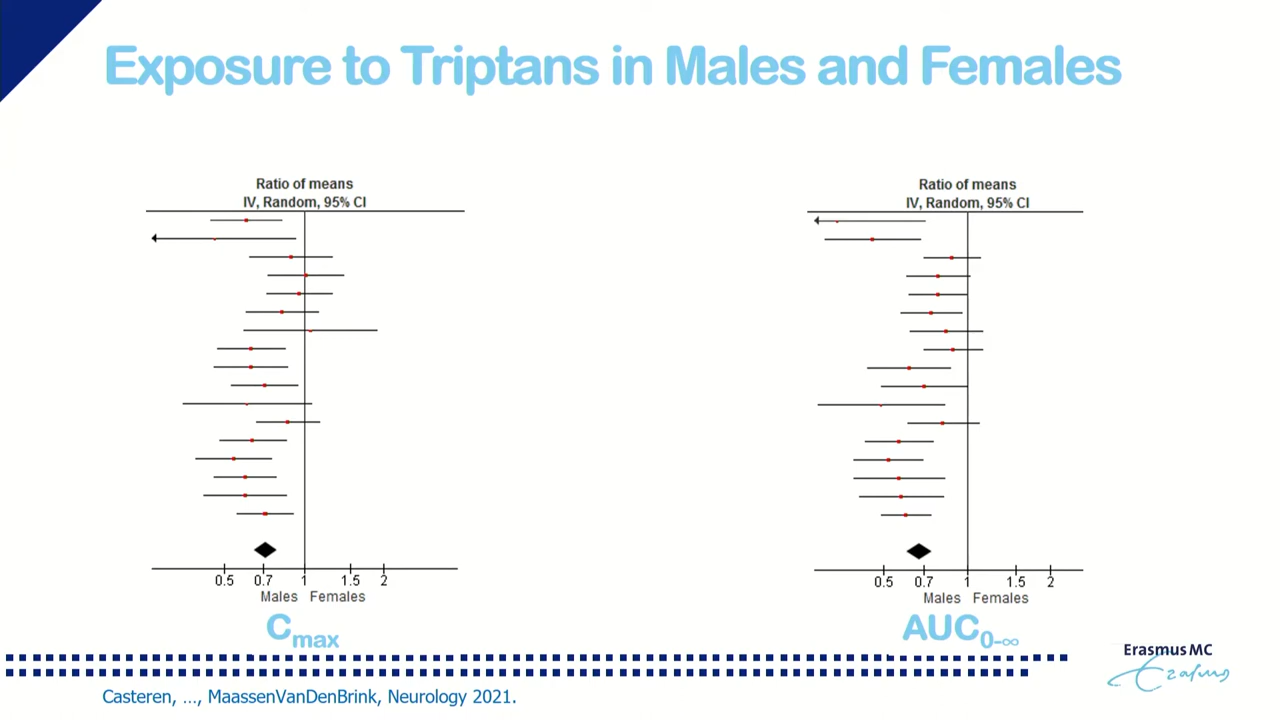 Exposure to Triptans in Males and Females
Ratio of means
IV, Random, 95% CI
0.5 0.7 1 1.5 2
Males Females
Cmax
Ratio of means
IV, Random, 95% CI
0.5 0.7 1 1.5 2
Males Females
AUC0-∞
Erasmus MC
Erasmus
Casteren, ..., MaassenVanDenBrink, Neurology 2021.